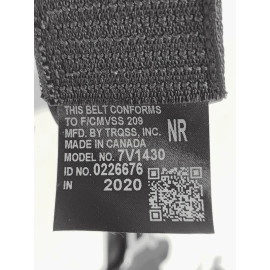 THIS BELT CONFORMS
TO F/CMVSS 209
MFD. BY TRQSS, INC. NR
MADE IN CANADA
MODEL NO. 7V1430
ID NO. 0226676
IN 2020